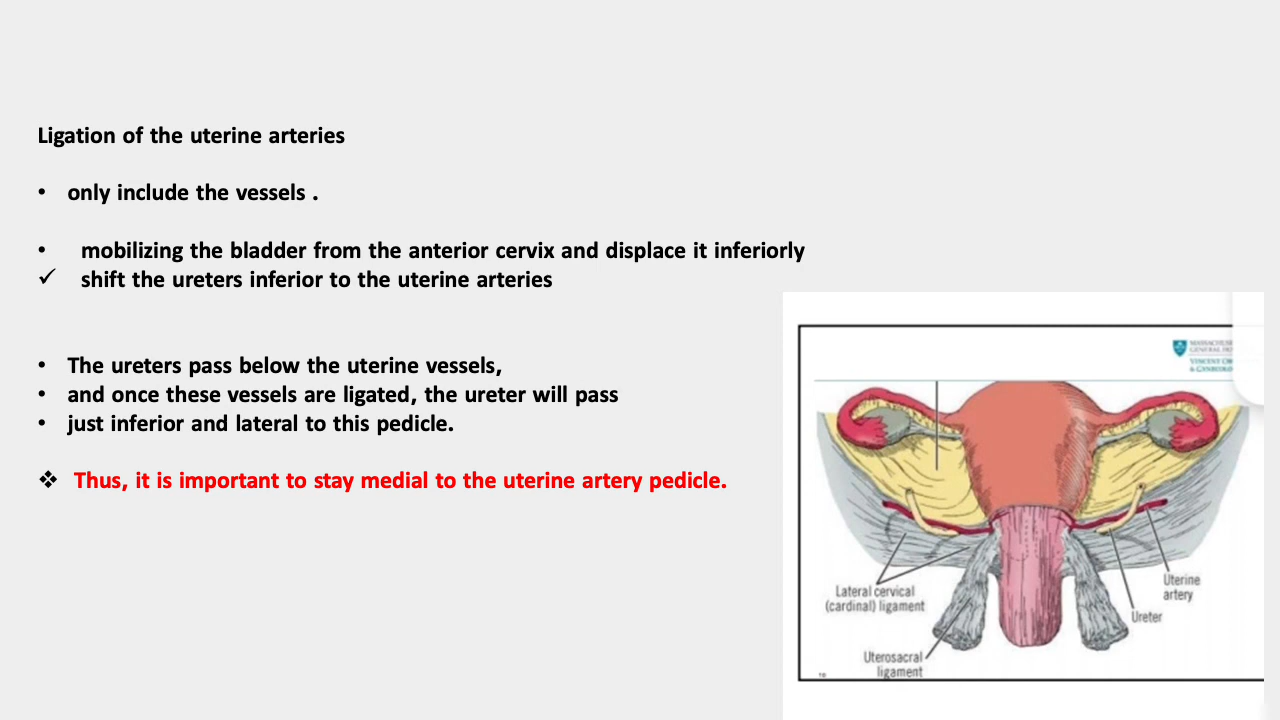 Ligation of the uterine arteries
• only include the vessels .
• mobilizing the bladder from the anterior cervix and displace it inferiorly
✓ shift the ureters inferior to the uterine arteries
• The ureters pass below the uterine vessels,
• and once these vessels are ligated, the ureter will pass
• just inferior and lateral to this pedicle.
❖ Thus, it is important to stay medial to the uterine artery pedicle.
Lateral cervical
(cardinal) ligament
Uterosacral
ligament
Uterine
artery
Ureter